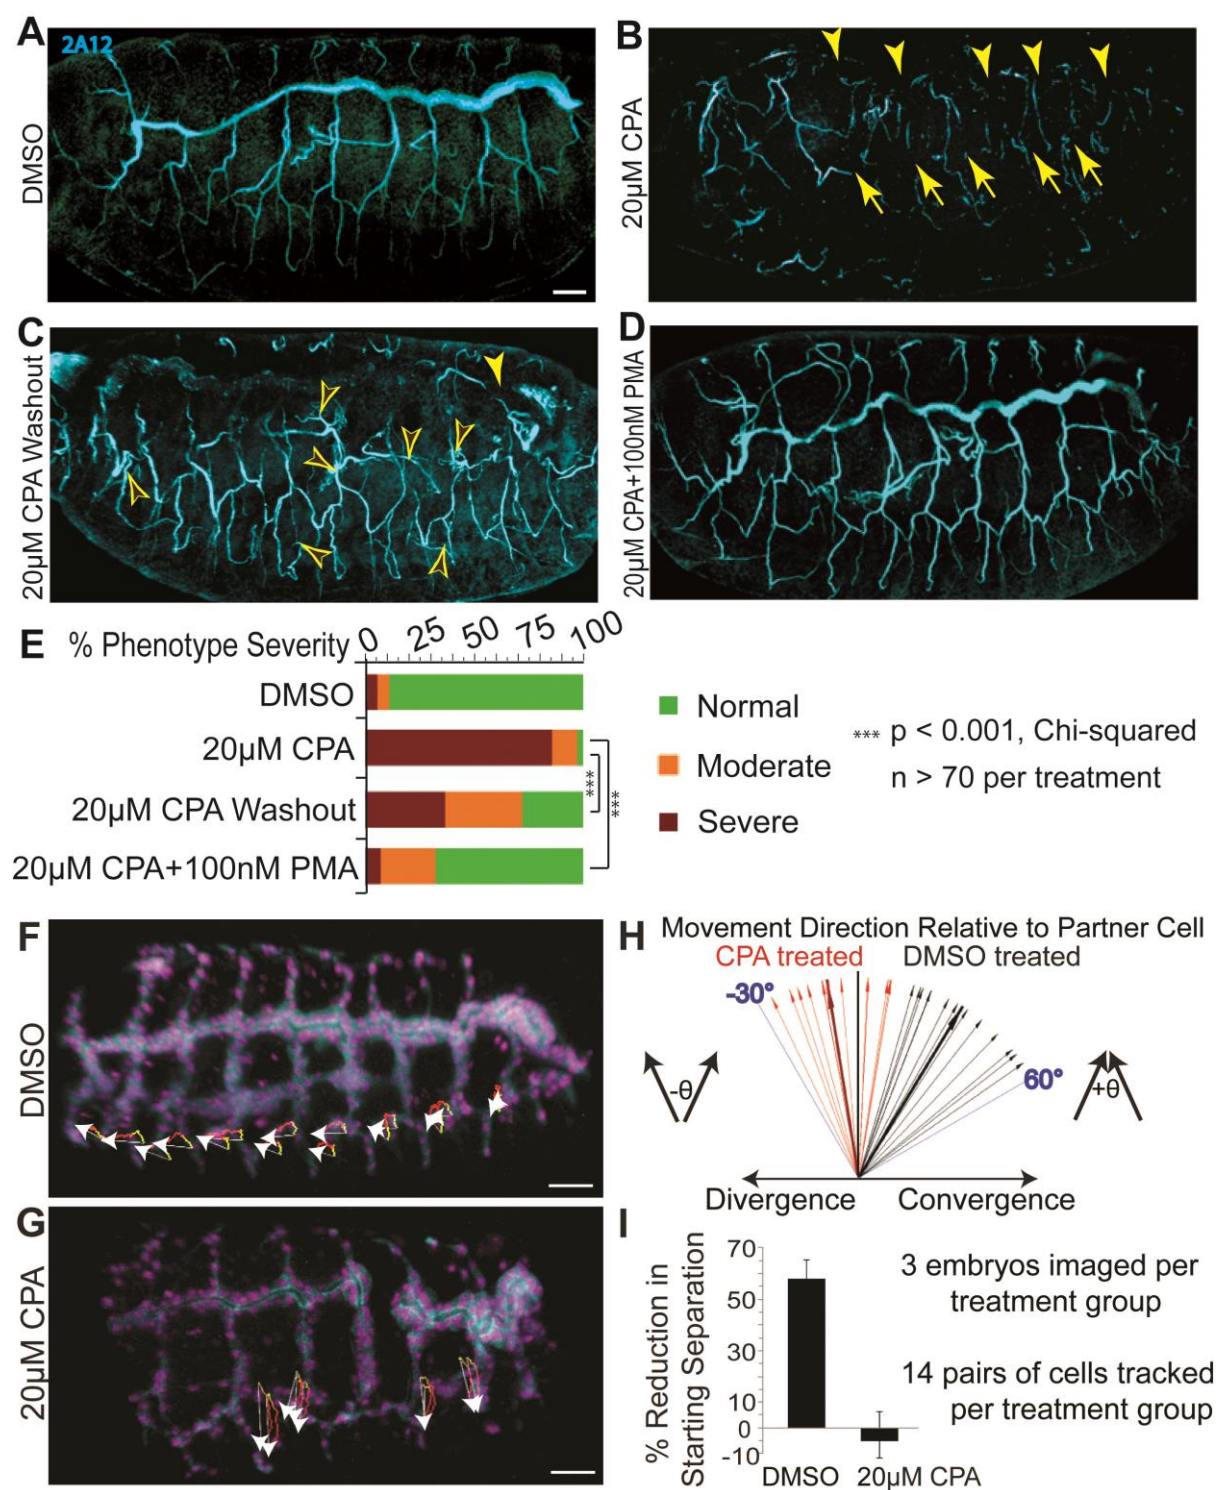 A
2A12
DMSO
B
20µM CPA
C
20µM CPA Washout
D
20µM CPA+100nM PMA
E
% Phenotype Severity
0 25 50 75 100
DMSO
20µM CPA
20µM CPA Washout
20µM CPA+100nM PMA
***
***
Normal
Moderate
Severe
*** p < 0.001, Chi-squared
n > 70 per treatment
F
DMSO
G
20µM CPA
H
Movement Direction Relative to Partner Cell
CPA treated
DMSO treated
-30°
60°
-θ
+θ
Divergence
Convergence
I
% Reduction in
Starting Separation
70
50
30
10
0
-10
DMSO
20µM CPA
3 embryos imaged per
treatment group
14 pairs of cells tracked
per treatment group